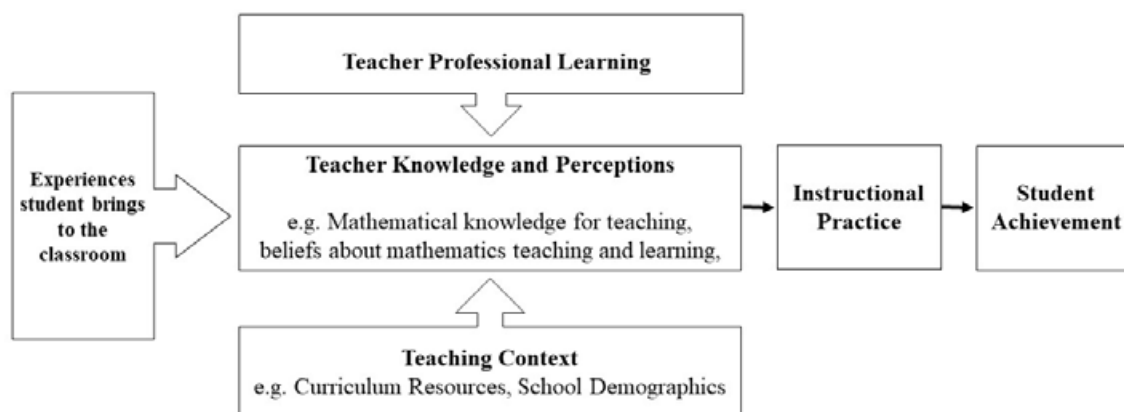 Teacher Professional Learning
Experiences
student brings
to the
classroom
Teacher Knowledge and Perceptions
e.g. Mathematical knowledge for teaching,
beliefs about mathematics teaching and learning,
Instructional
Practice
Student
Achievement
Teaching Context
e.g. Curriculum Resources, School Demographics